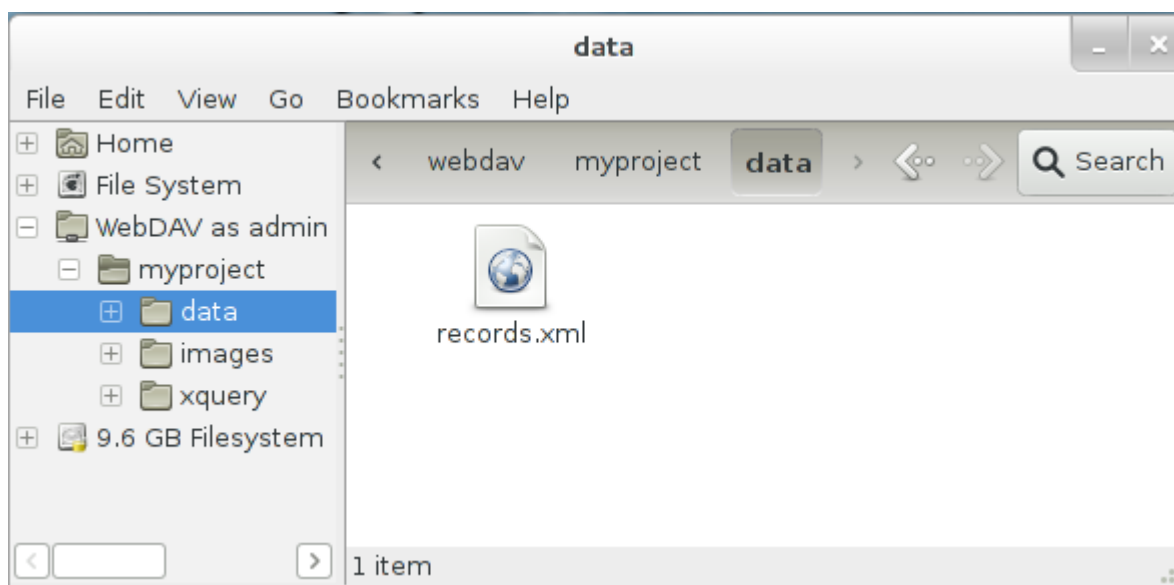 data
File Edit View Go Bookmarks Help
Home
File System
WebDAV as admin
myproject
data
images
xquery
9.6 GB Filesystem
webdav myproject data Search
records.xml
1 item